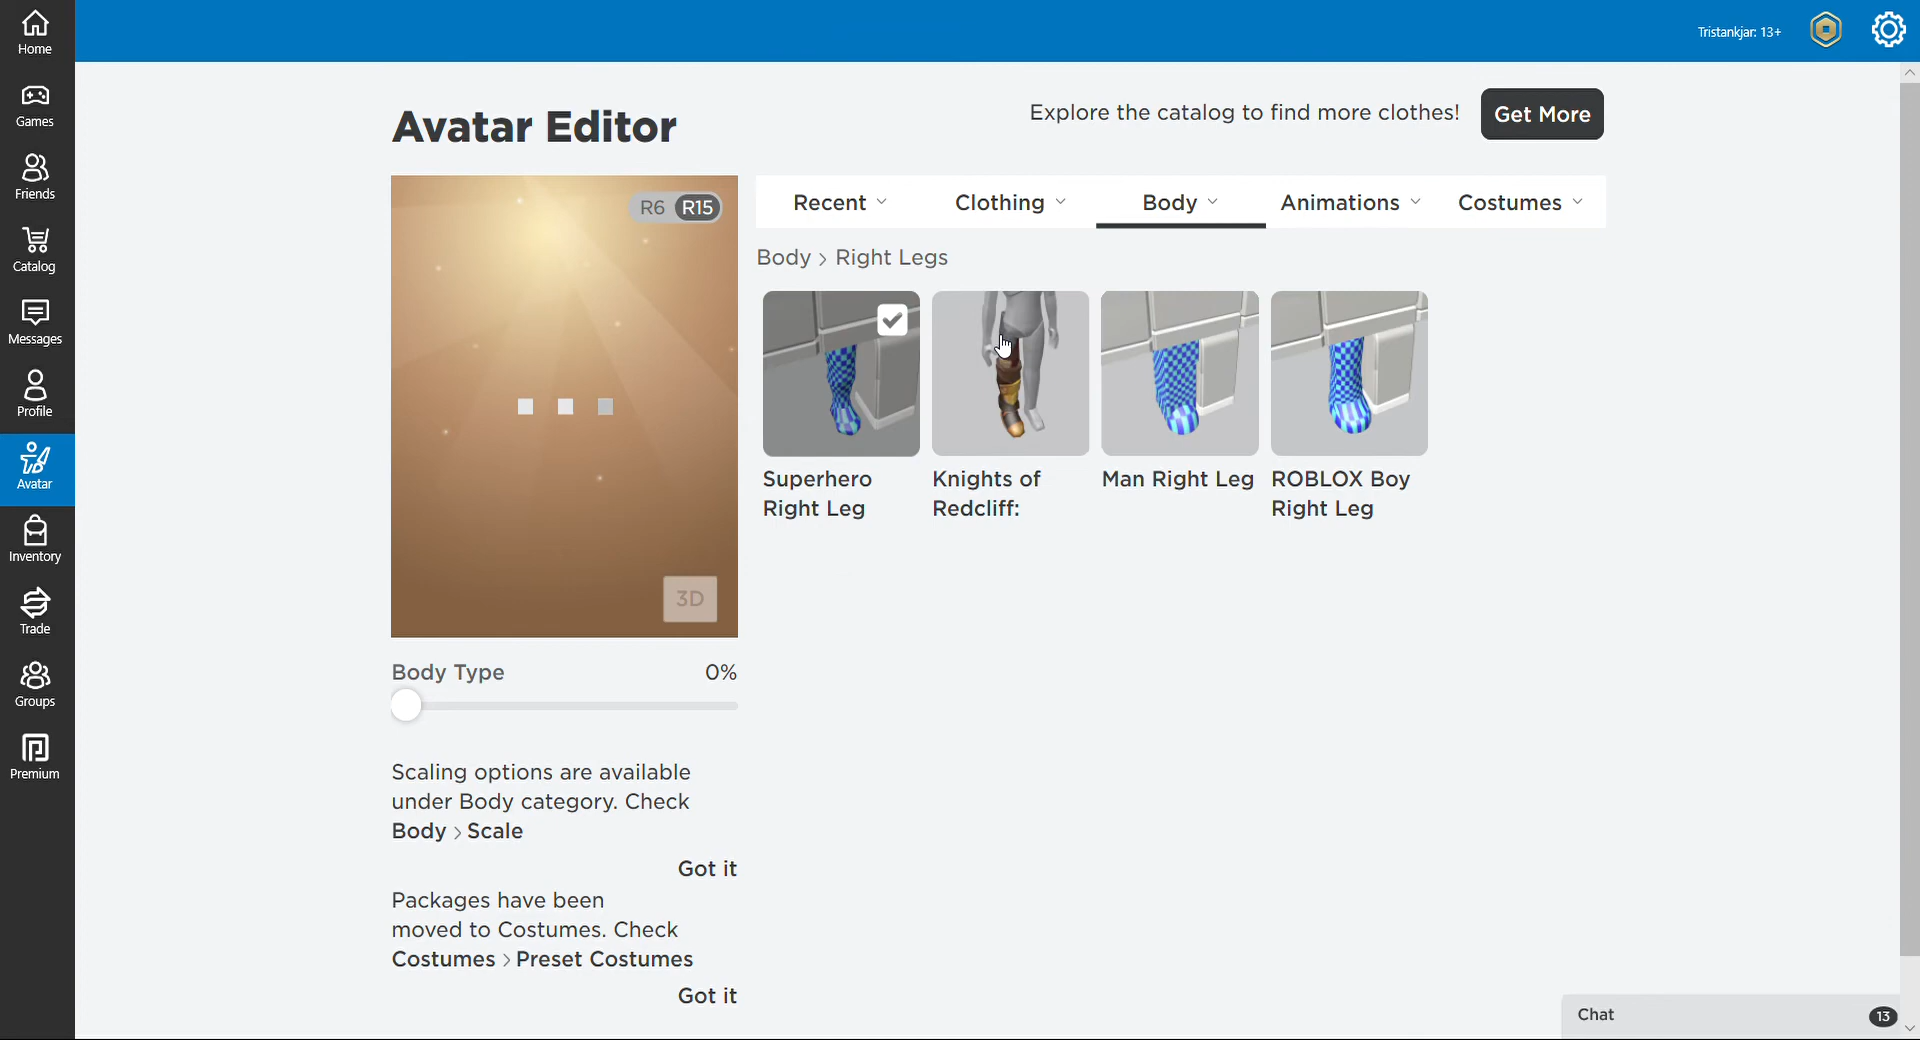 Home
Games
Friends
Catalog
Messages
Profile
Avatar
Inventory
Trade
Groups
Premium
Tristankjar: 13+
Avatar Editor
Explore the catalog to find more clothes!
Get More
R6 R15
3D
Recent
Clothing
Body
Animations
Costumes
Body > Right Legs
Superhero
Right Leg
Knights of
Redcliff:
Man Right Leg
ROBLOX Boy
Right Leg
Body Type 0%
Scaling options are available
under Body category. Check
Body > Scale
Got it
Packages have been
moved to Costumes. Check
Costumes > Preset Costumes
Got it
Chat 13